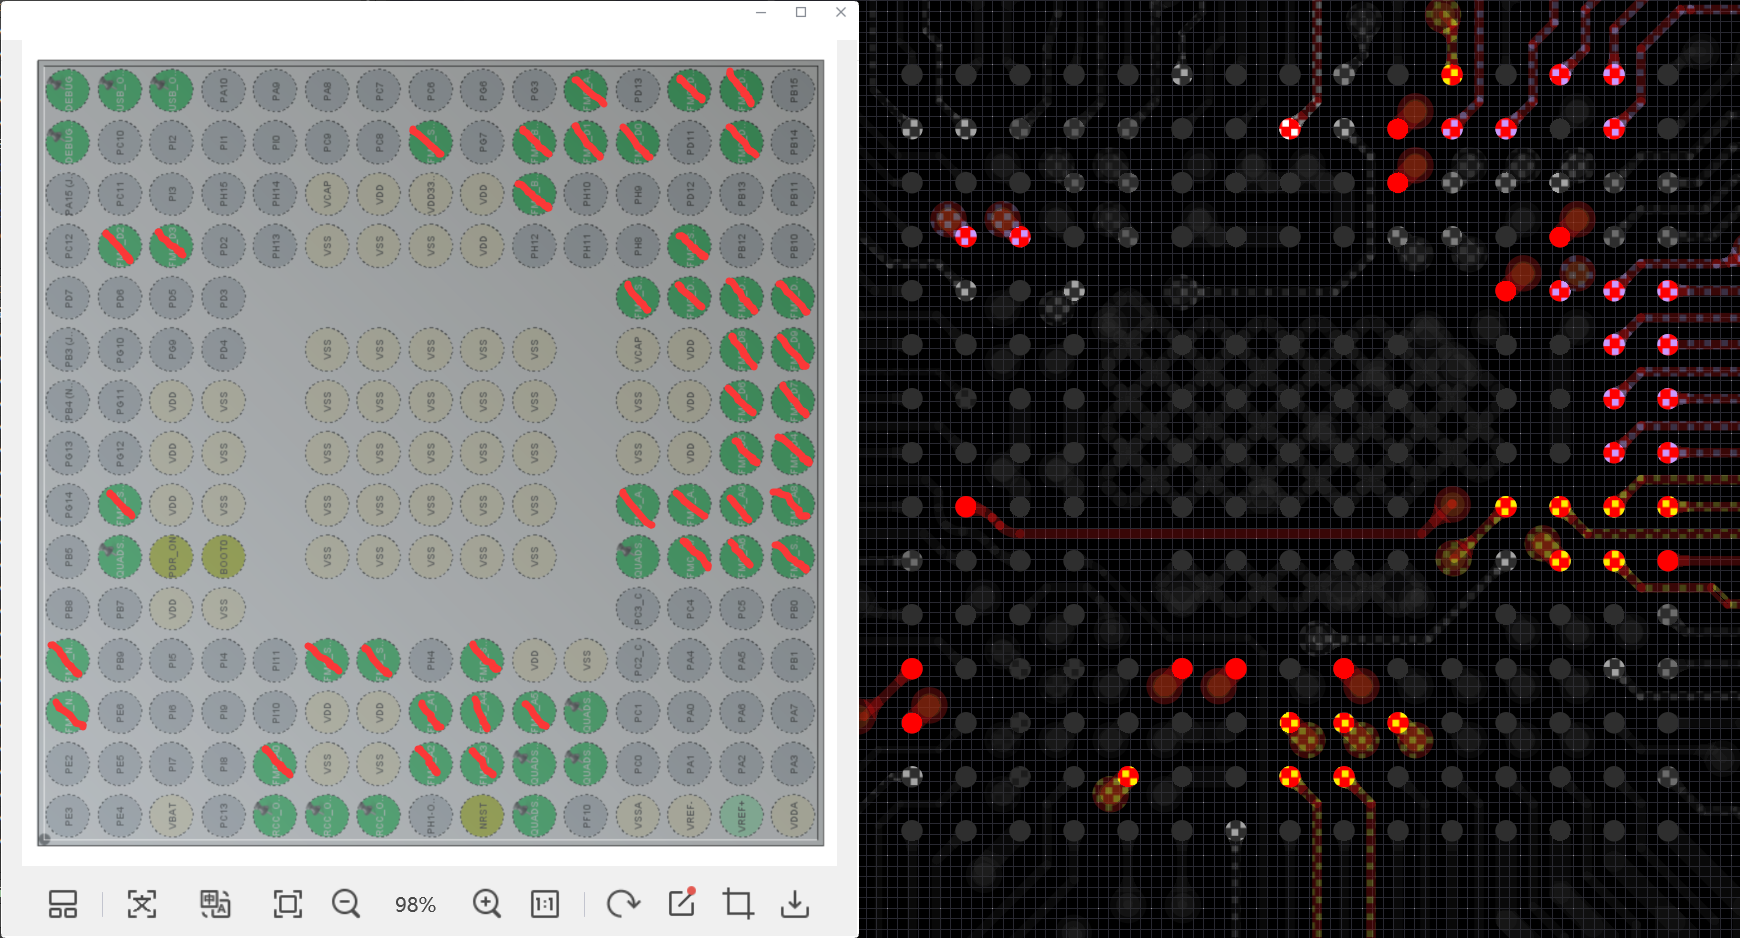 DEBUG USB_O. USB_O. PA10 PA9 PA8 PC7 PC6 PG6 PG3 PD13 PB15
DEBUG PC10 PI2 PI1 PI0 PC9 PC8 PG7 PD11 PB14
PA15(J PC11 PI3 PH15 PH14 VCAP VDD VDD33. VDD PH10 PH9 PD12 PB13 PB11
PC12 PD2 PH13 VSS VSS VSS VDD PH12 PH11 PH8 PB12 PB10
PD7 PD6 PD5 PD3
PB3(J. PG10 PG9 PD4 VSS VSS VSS VSS VSS VCAP VDD
PB4(N PG11 VDD VSS VSS VSS VSS VSS VSS VSS VDD
PG13 PG12 VDD VSS VSS VSS VSS VSS VSS VSS VDD
PG14 VDD VSS VSS VSS VSS VSS VSS
PB5 QUADS. PDR_ON BOOT0 VSS VSS VSS VSS VSS QUADS.
PB8 PB7 VDD VSS PC3_C PC4 PC5 PB0
PB9 PI5 PI4 PI11 PH4 VDD VSS PC2_C PA4 PA5 PB1
PE6 PI6 PI9 PI10 VDD VDD QUADS. PC1 PA0 PA6 PA7
PE2 PE5 PI7 PI8 VSS VSS QUADS. QUADS. PC0 PA1 PA2 PA3
PE3 PE4 VBAT PC13 RCC_O. RCC_O. RCC_O. PH1-O. NRST QUADS. PF10 VSSA VREF- VREF+ VDDA
98%
1:1